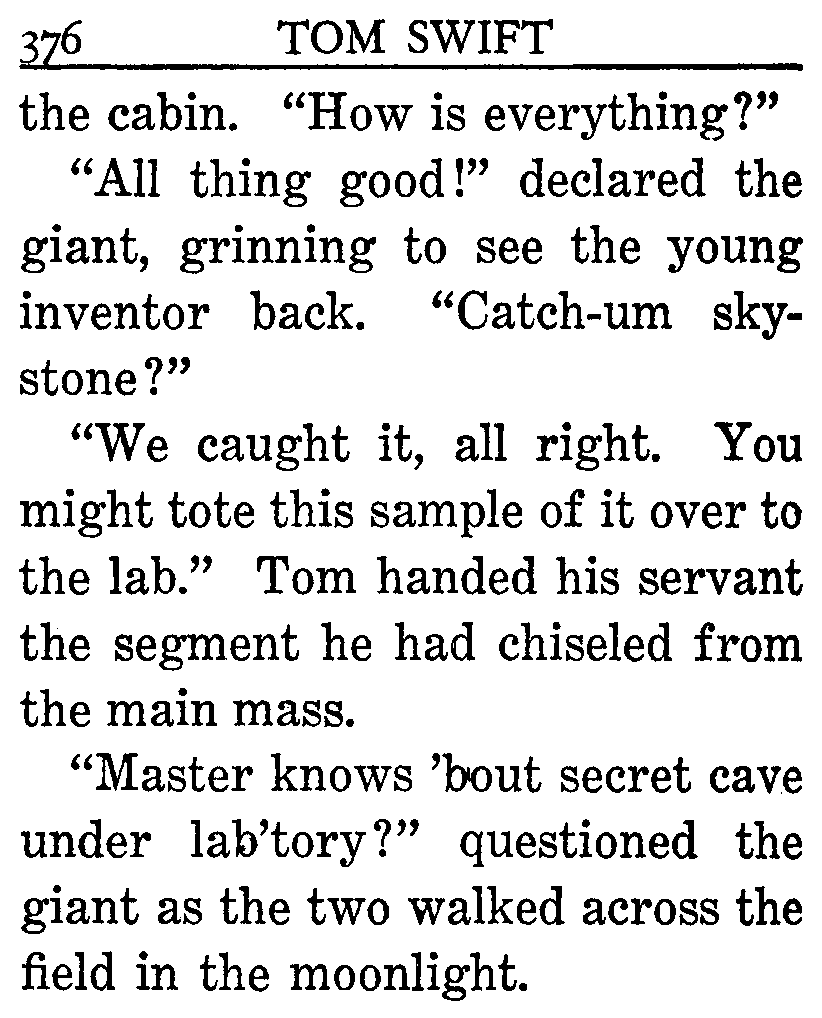 376 TOM SWIFT
the cabin. “How is everything?”
“All thing good!” declared the
giant, grinning to see the young
inventor back. “Catch-um sky-
stone?”
“We caught it, all right. You
might tote this sample of it over to
the lab.” Tom handed his servant
the segment he had chiseled from
the main mass.
“Master knows ’bout secret cave
under lab’tory?” questioned the
giant as the two walked across the
field in the moonlight.